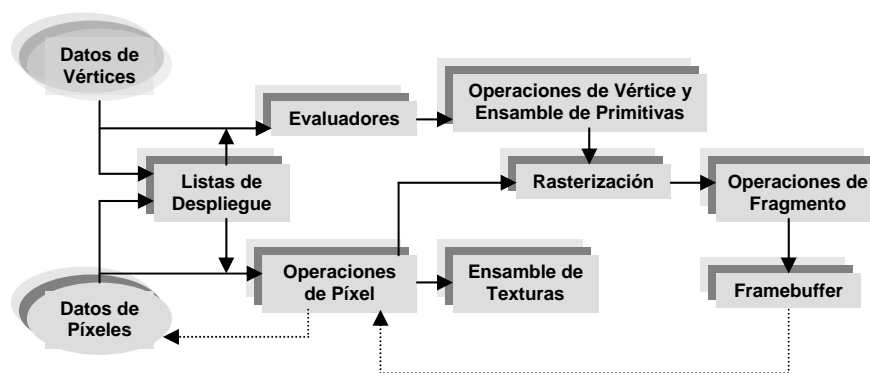 Datos de
Vértices
Evaluadores
Operaciones de Vértice y
Ensamble de Primitivas
Listas de
Despliegue
Rasterización
Operaciones de
Fragmento
Datos de
Píxeles
Operaciones
de Píxel
Ensamble de
Texturas
Framebuffer